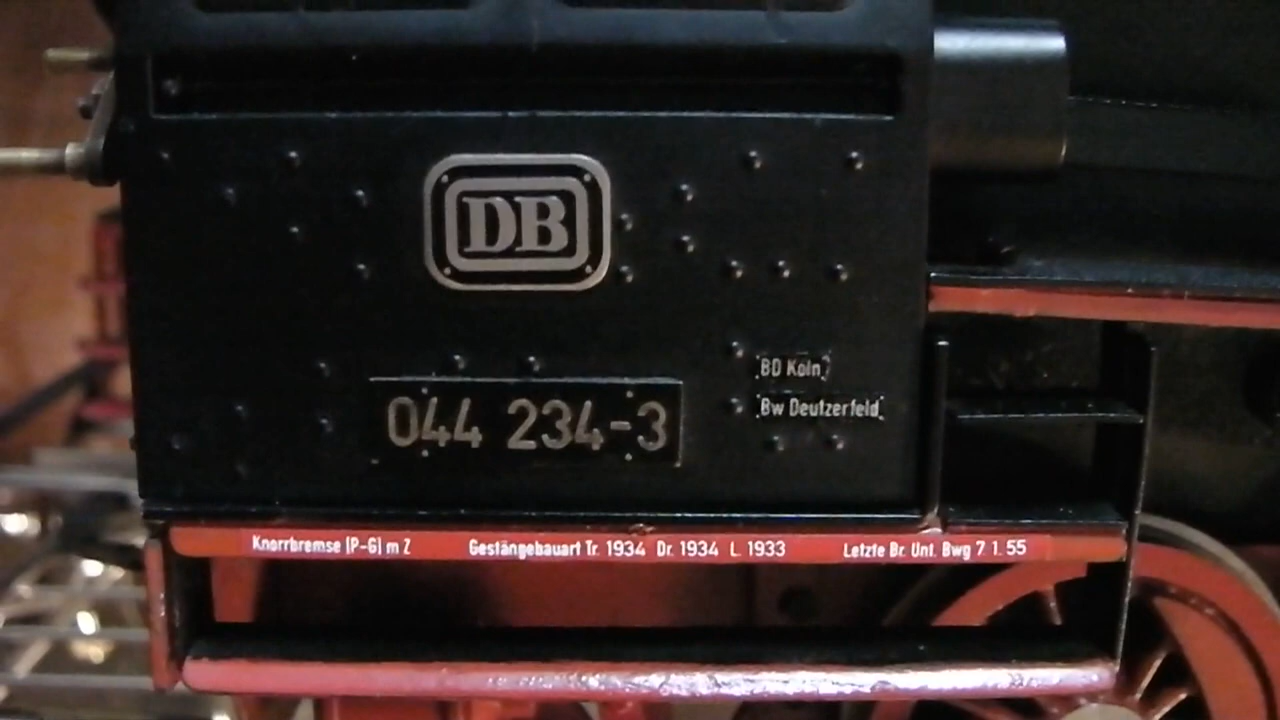 DB
044 234-3
BD Köln
Bw Deutzerfeld
Knorrbremse (P-G) m Z Gestängebauart Tr. 1934 Dr. 1934 L. 1933 Letzte Br. Unt. Bwg 7 1. 55